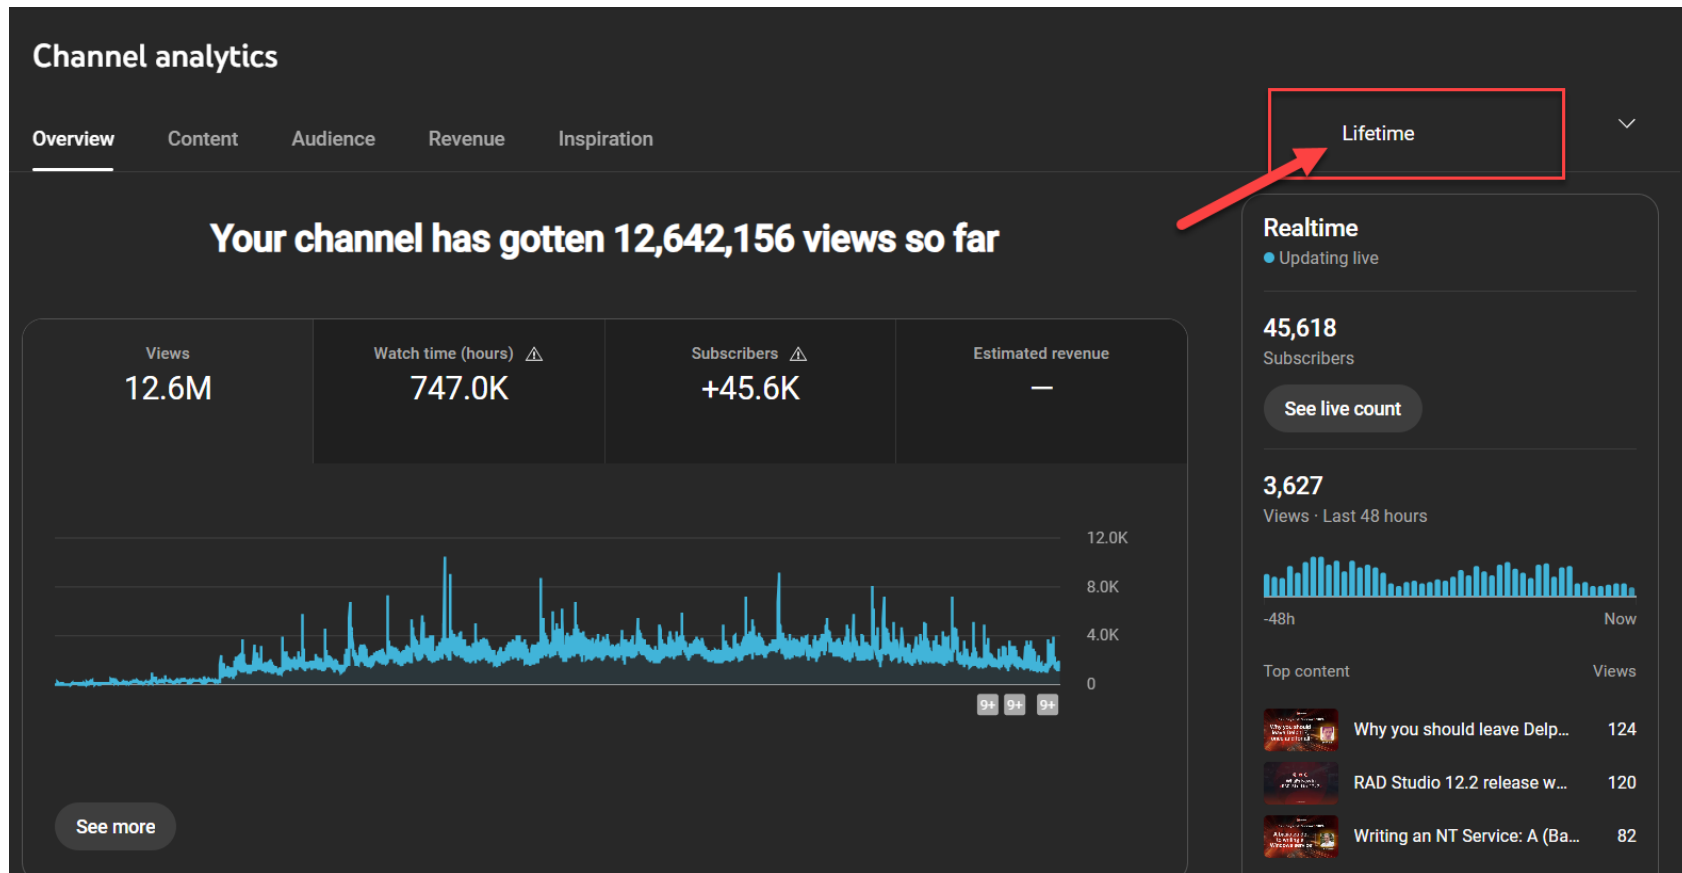 Channel analytics
Overview Content Audience Revenue Inspiration
Lifetime
Your channel has gotten 12,642,156 views so far
Views
12.6M
Watch time (hours)
747.0K
Subscribers
+45.6K
Estimated revenue
—
12.0K
8.0K
4.0K
0
9+ 9+ 9+
See more
Realtime
Updating live
45,618
Subscribers
See live count
3,627
Views · Last 48 hours
-48h Now
Top content Views
Why you should leave Delp... 124
RAD Studio 12.2 release w... 120
Writing an NT Service: A (Ba... 82